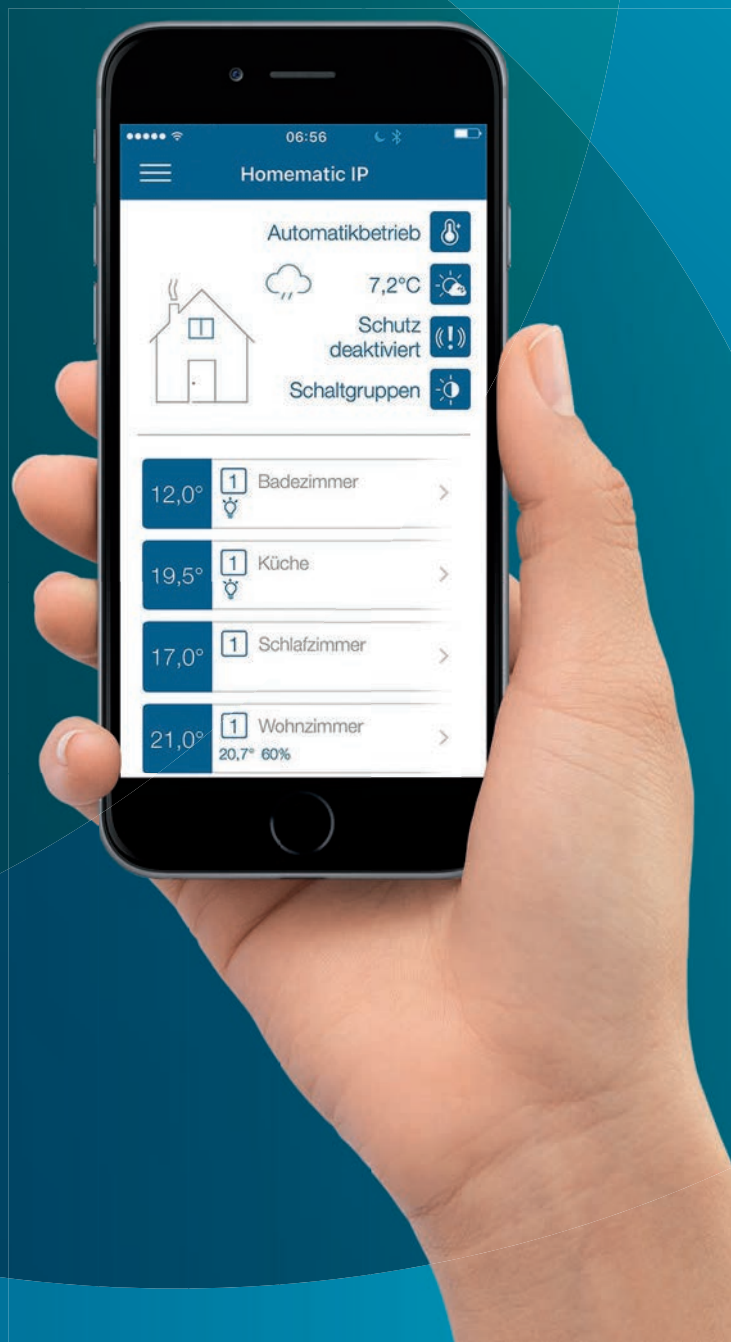 06:56
Homematic IP
Automatikbetrieb
7,2°C
Schutz
deaktiviert
Schaltgruppen
12,0° 1 Badezimmer
19,5° 1 Küche
17,0° 1 Schlafzimmer
21,0° 1 Wohnzimmer
20,7° 60%